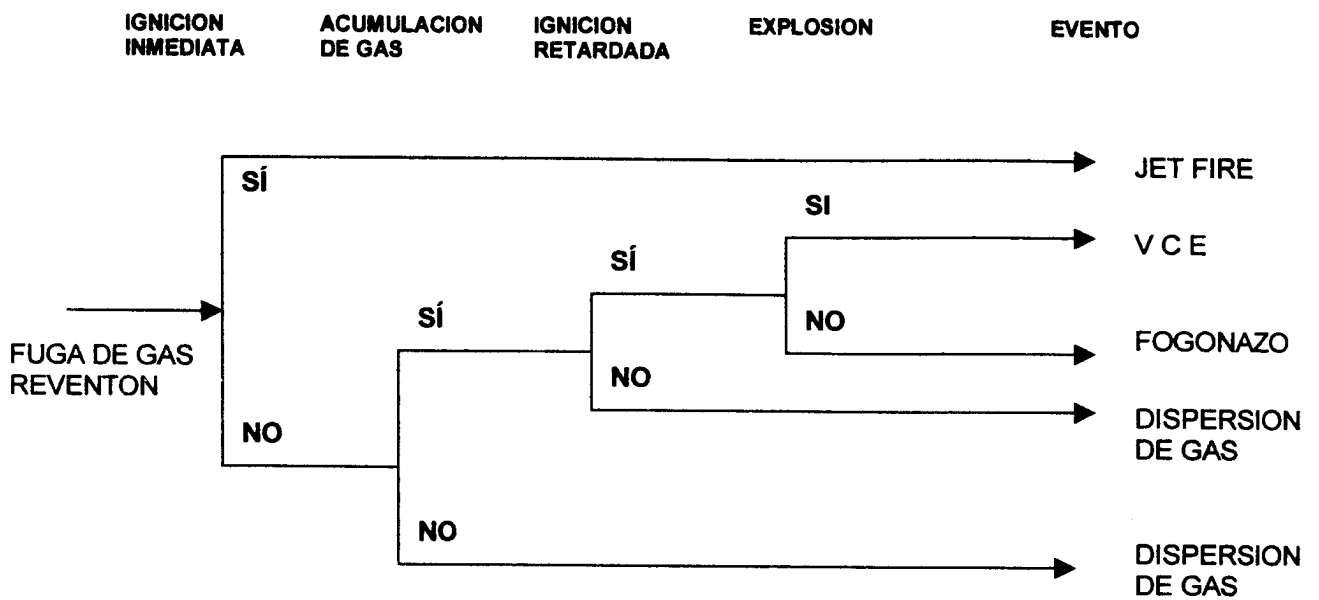 IGNICION
INMEDIATA
ACUMULACION
DE GAS
IGNICION
RETARDADA
EXPLOSION
EVENTO
SÍ
JET FIRE
SI
V C E
SÍ
SÍ
NO
FOGONAZO
FUGA DE GAS
REVENTON
NO
DISPERSION
DE GAS
NO
NO
DISPERSION
DE GAS